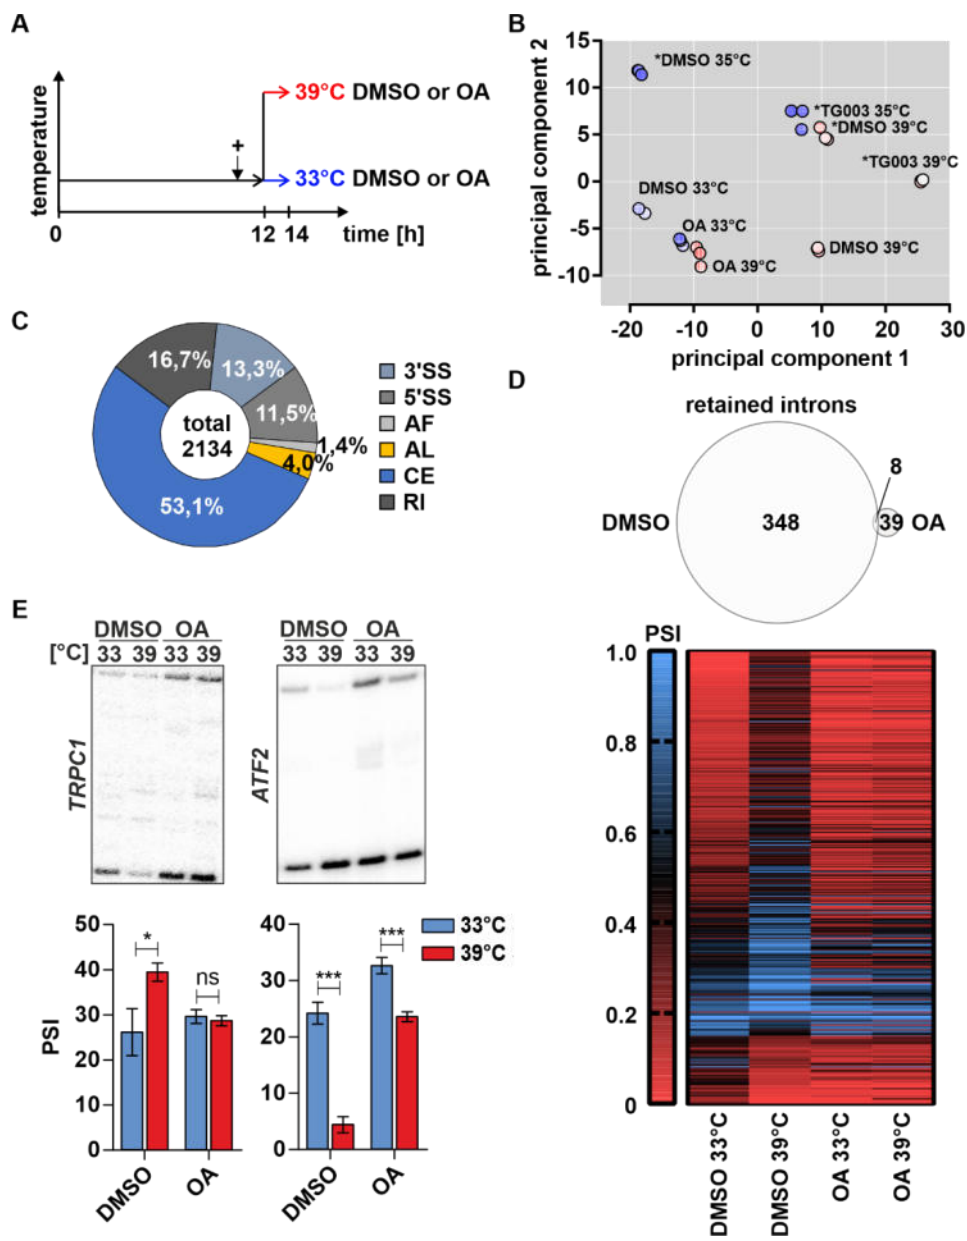 A
temperature
+
39°C DMSO or OA
33°C DMSO or OA
0
12 14
time [h]
B
principal component 2
15
10
5
0
-5
-10
*DMSO 35°C
*TG003 35°C
*DMSO 39°C
*TG003 39°C
DMSO 33°C
OA 33°C
OA 39°C
DMSO 39°C
-20 -10 0 10 20 30
principal component 1
C
16,7%
13,3%
11,5%
1,4%
4,0%
53,1%
total
2134
3'SS
5'SS
AF
AL
CE
RI
D
retained introns
DMSO
348
8
39 OA
PSI
1.0
0.8
0.6
0.4
0.2
0
DMSO 33°C
DMSO 39°C
OA 33°C
OA 39°C
E
DMSO OA
[°C] 33 39 33 39
TRPC1
DMSO OA
33 39 33 39
ATF2
PSI
50
40
30
20
10
0
*
ns
DMSO
OA
40
30
20
10
0
***
***
DMSO
OA
33°C
39°C